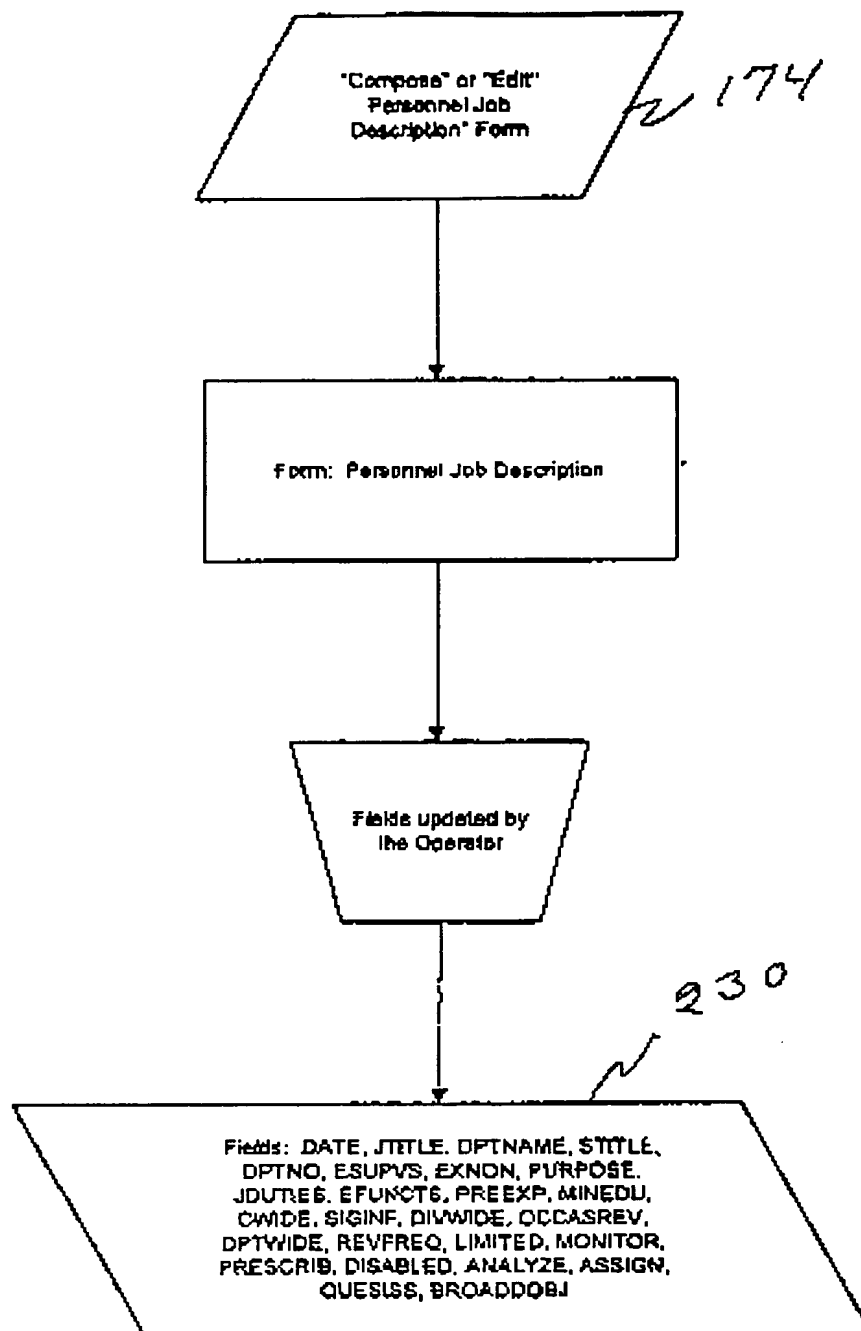 "Compose" or "Edit"
Personnel Job
Description" Form
174
Form: Personnel Job Description
Fields updated by
the Operator
230
Fields: DATE, JTITLE, DPTNAME, STITLE,
DPTNO, ESUPVS, EXNON, PURPOSE,
JDUTRES, EFUNCTS, PREEXP, MINEDU,
CWIDE, SIGINF, DIVWIDE, OCCASREV,
DPTWIDE, REVFREQ, LIMITED, MONITOR,
PRESCRIB, DISABLED, ANALYZE, ASSIGN,
QUESISS, BROADDOBJ